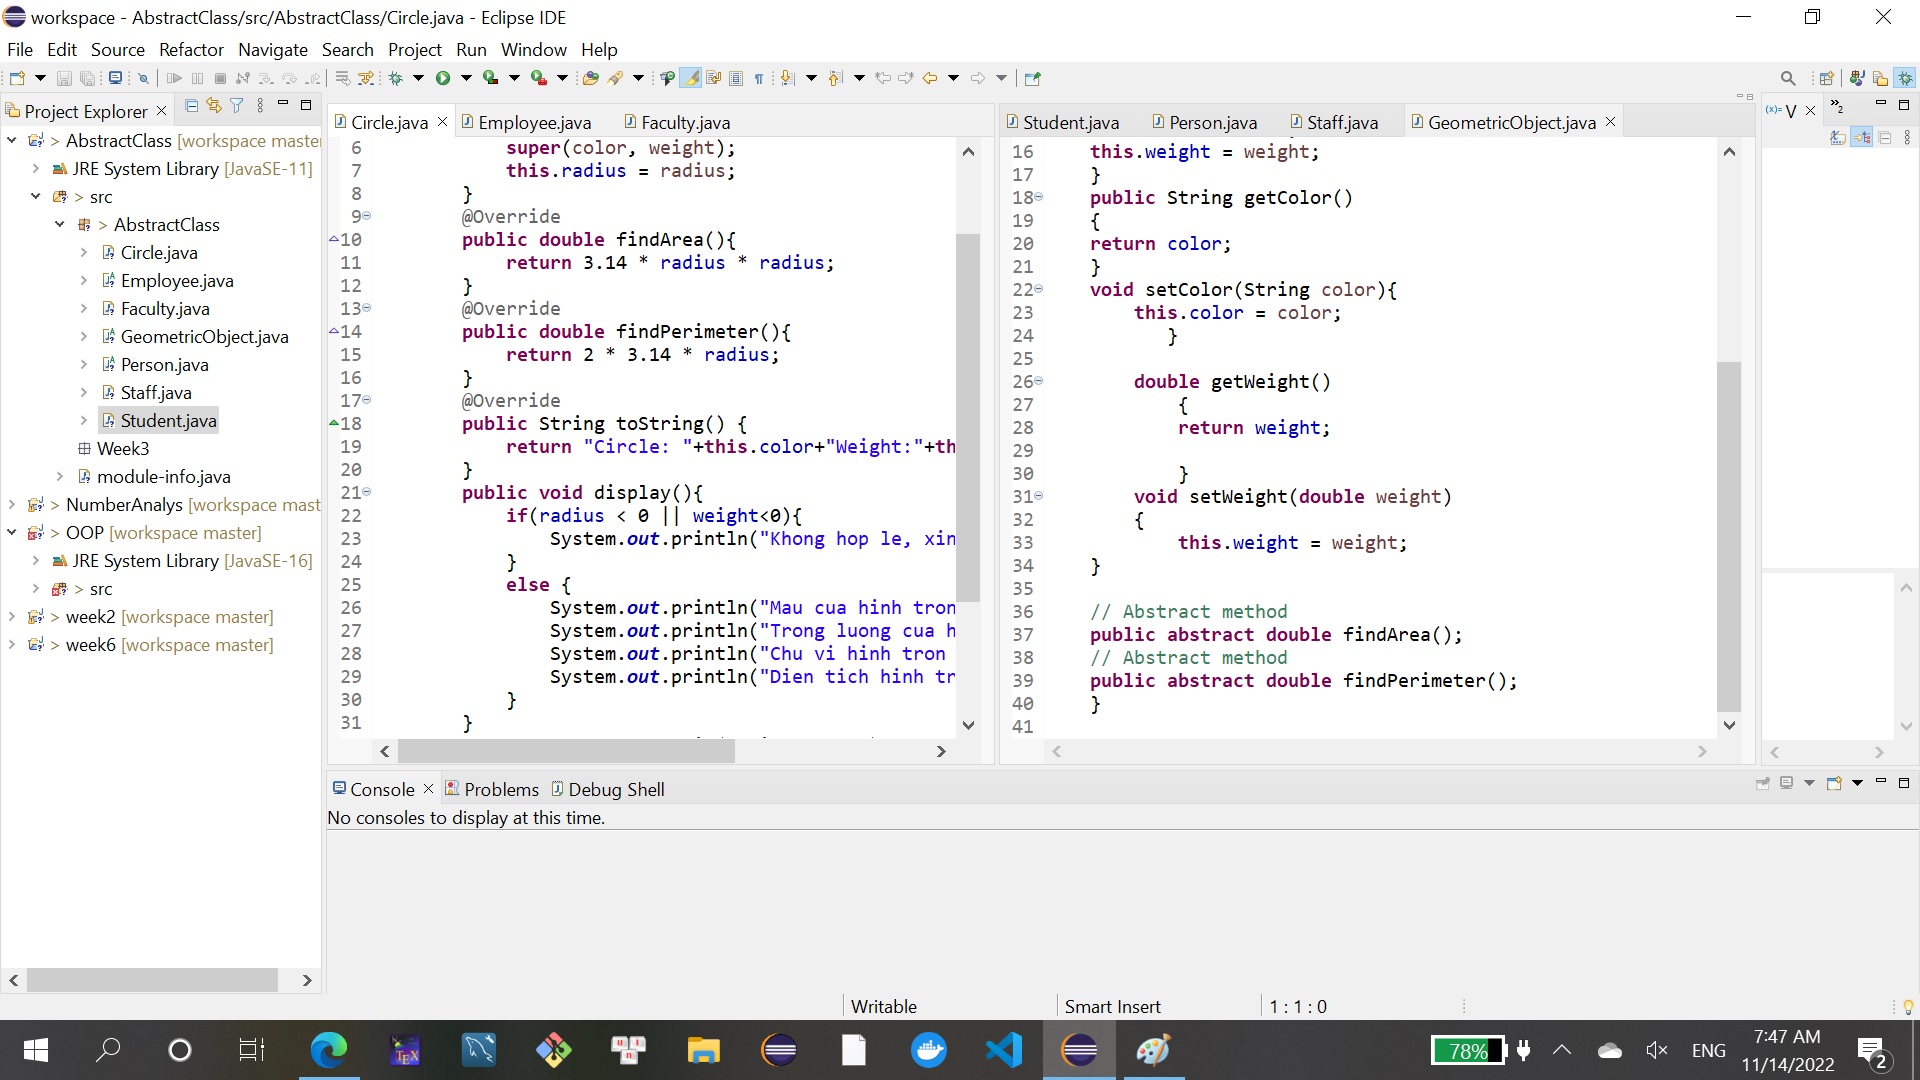 workspace - AbstractClass/src/AbstractClass/Circle.java - Eclipse IDE
File Edit Source Refactor Navigate Search Project Run Window Help
Project Explorer
> AbstractClass [workspace maste
JRE System Library [JavaSE-11]
> src
> AbstractClass
Circle.java
Employee.java
Faculty.java
GeometricObject.java
Person.java
Staff.java
Student.java
Week3
module-info.java
> NumberAnalys [workspace mast
> OOP [workspace master]
JRE System Library [JavaSE-16]
> src
> week2 [workspace master]
> week6 [workspace master]
Circle.java Employee.java Faculty.java
6 super(color, weight);
7 this.radius = radius;
8 }
9 @Override
10 public double findArea(){
11 return 3.14 * radius * radius;
12 }
13 @Override
14 public double findPerimeter(){
15 return 2 * 3.14 * radius;
16 }
17 @Override
18 public String toString() {
19 return "Circle: "+this.color+"Weight:"+th
20 }
21 public void display(){
22 if(radius < 0 || weight<0){
23 System.out.println("Khong hop le, xin
24 }
25 else {
26 System.out.println("Mau cua hinh tron
27 System.out.println("Trong luong cua h
28 System.out.println("Chu vi hinh tron
29 System.out.println("Dien tich hinh tr
30 }
31 }
Student.java Person.java Staff.java GeometricObject.java
16 this.weight = weight;
17 }
18 public String getColor()
19 {
20 return color;
21 }
22 void setColor(String color){
23 this.color = color;
24 }
25
26 double getWeight()
27 {
28 return weight;
29
30 }
31 void setWeight(double weight)
32 {
33 this.weight = weight;
34 }
35
36 // Abstract method
37 public abstract double findArea();
38 // Abstract method
39 public abstract double findPerimeter();
40 }
41
(x)= V
»2
Console Problems Debug Shell
No consoles to display at this time.
Writable Smart Insert 1 : 1 : 0
TEX
78%
ENG
7:47 AM
11/14/2022
2